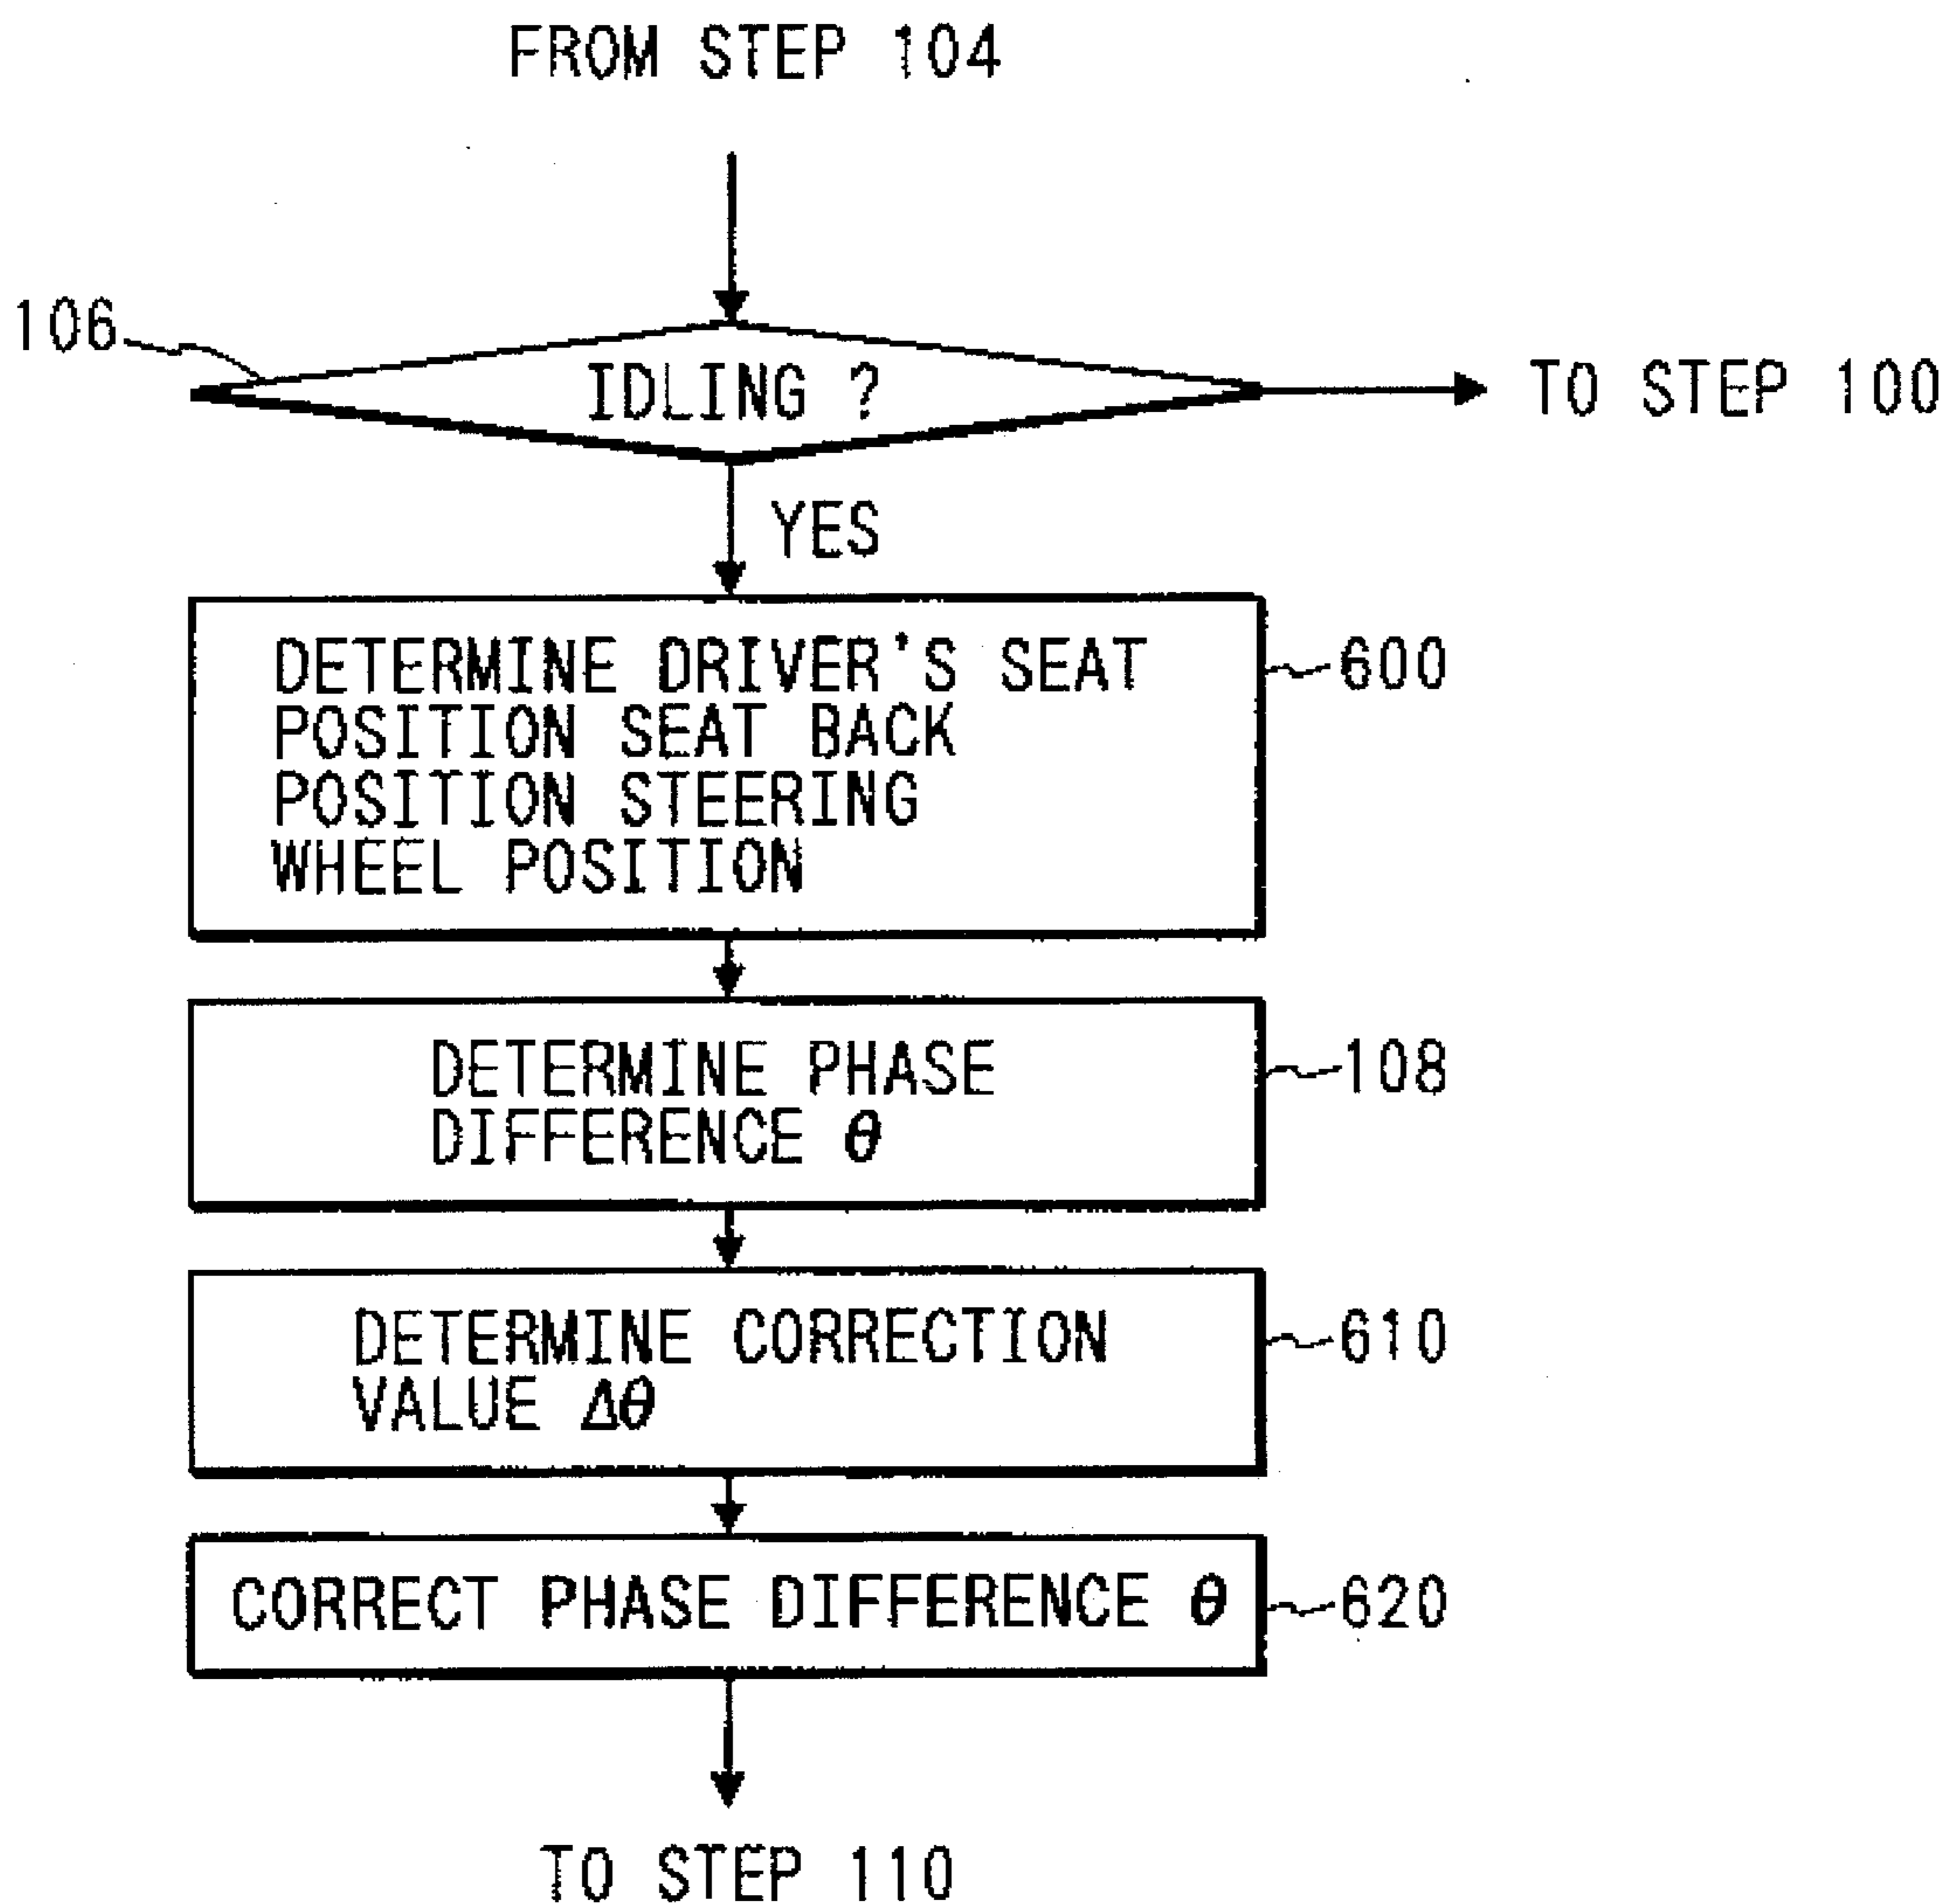 FROM STEP 104
106
IDLING ?
TO STEP 100
YES
DETERMINE DRIVER'S SEAT
POSITION SEAT BACK
POSITION STEERING
WHEEL POSITION
600
DETERMINE PHASE
DIFFERENCE θ
108
DETERMINE CORRECTION
VALUE Δθ
610
CORRECT PHASE DIFFERENCE θ
620
TO STEP 110